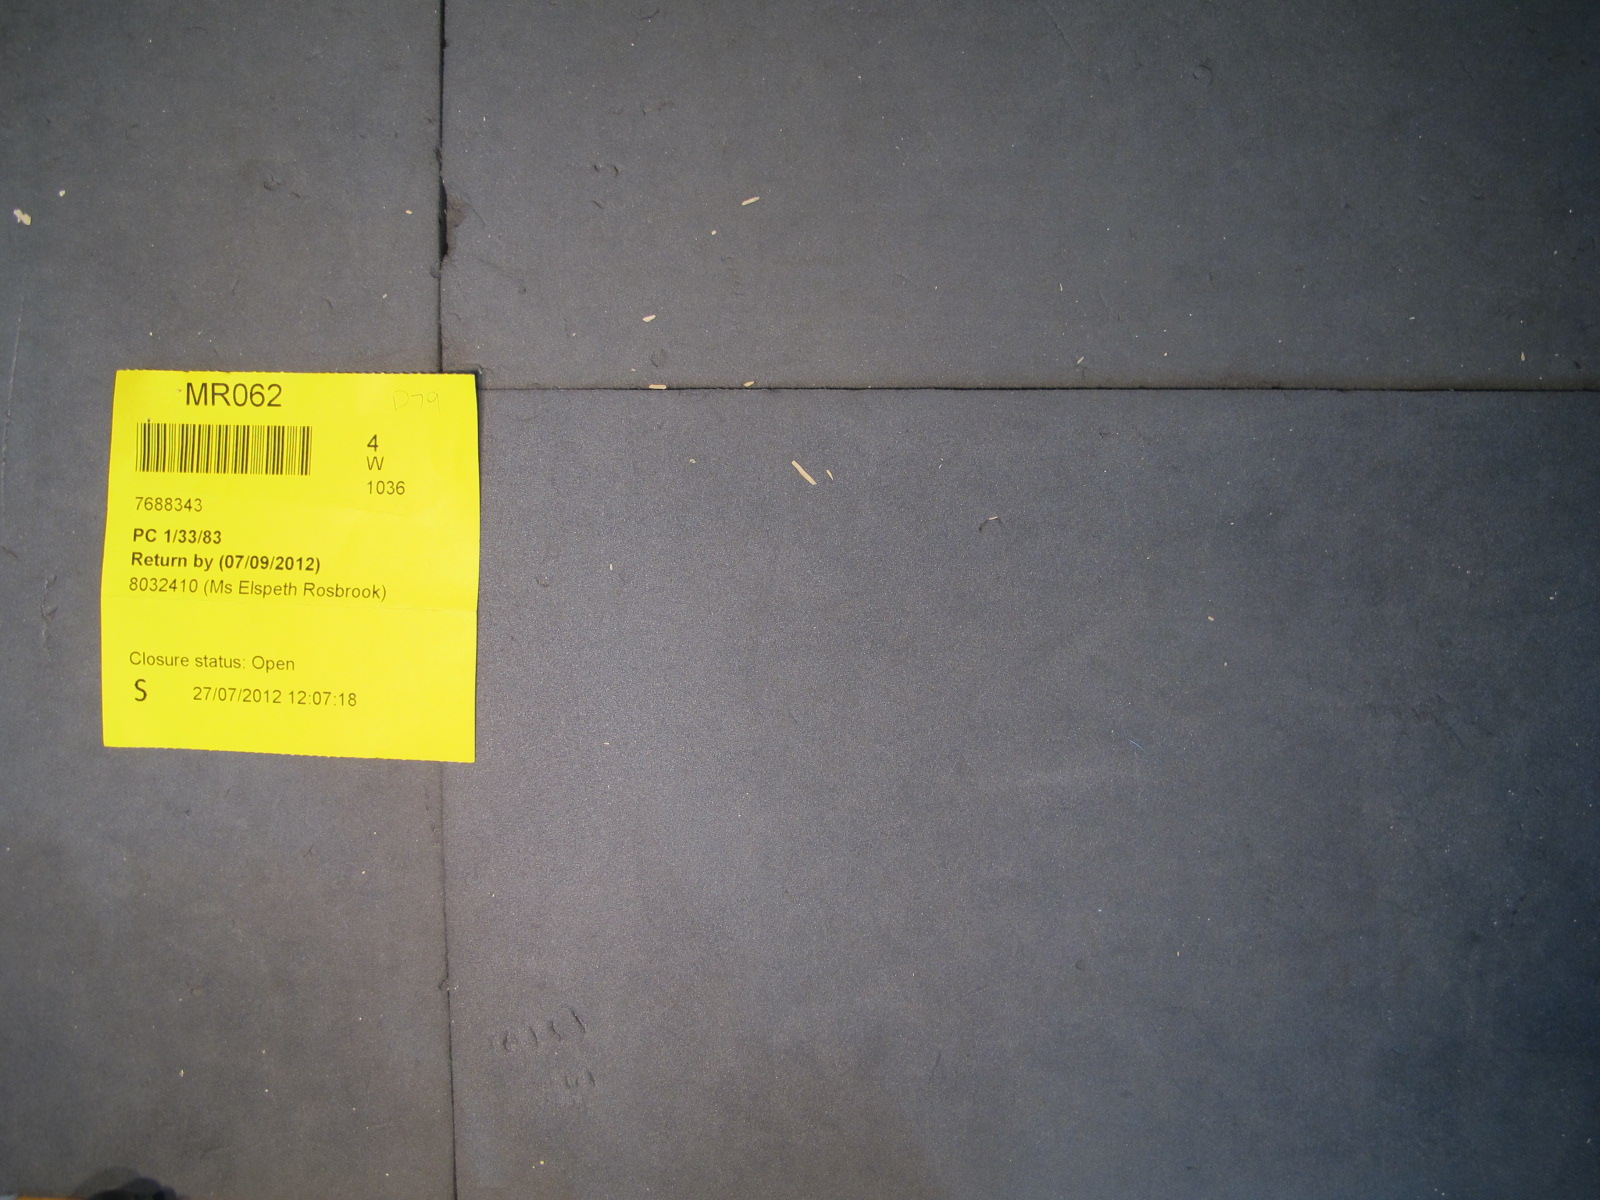 MR062
D79
4
W
1036
7688343
PC 1/33/83
Return by (07/09/2012)
8032410 (Ms Elspeth Rosbrook)
Closure status: Open
S 27/07/2012 12:07:18